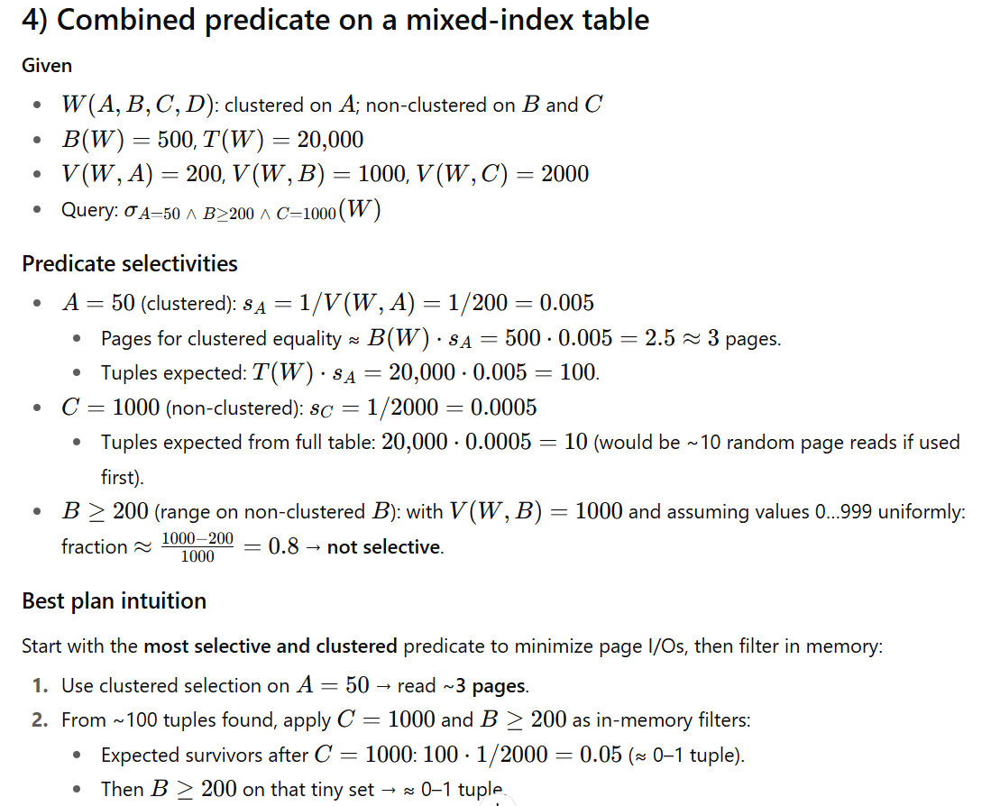 4) Combined predicate on a mixed-index table
Given
• W(A, B, C, D): clustered on A; non-clustered on B and C
• B(W) = 500, T(W) = 20,000
• V(W, A) = 200, V(W, B) = 1000, V(W, C) = 2000
• Query: σ_{A=50 ∧ B≥200 ∧ C=1000}(W)
Predicate selectivities
• A = 50 (clustered): s_A = 1/V(W, A) = 1/200 = 0.005
• Pages for clustered equality ≈ B(W) · s_A = 500 · 0.005 = 2.5 ≈ 3 pages.
• Tuples expected: T(W) · s_A = 20,000 · 0.005 = 100.
• C = 1000 (non-clustered): s_C = 1/2000 = 0.0005
• Tuples expected from full table: 20,000 · 0.0005 = 10 (would be ~10 random page reads if used
first).
• B ≥ 200 (range on non-clustered B): with V(W, B) = 1000 and assuming values 0...999 uniformly:
fraction ≈ (1000−200)/1000 = 0.8 → not selective.
Best plan intuition
Start with the most selective and clustered predicate to minimize page I/Os, then filter in memory:
1. Use clustered selection on A = 50 → read ~3 pages.
2. From ~100 tuples found, apply C = 1000 and B ≥ 200 as in-memory filters:
• Expected survivors after C = 1000: 100 · 1/2000 = 0.05 (≈ 0–1 tuple).
• Then B ≥ 200 on that tiny set → ≈ 0–1 tuple.